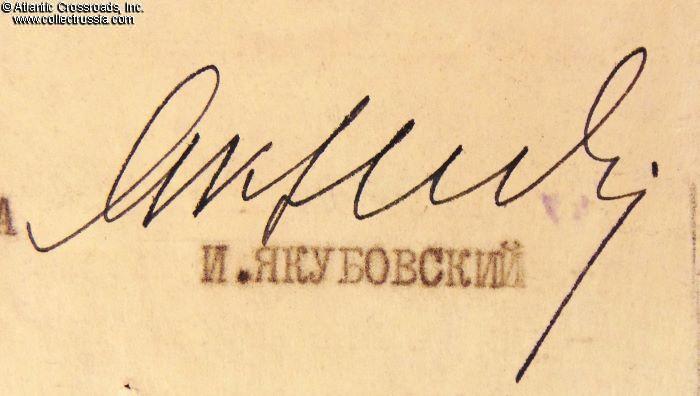 © Atlantic Crossroads, Inc.
www.collectrussia.com
А
И.ЯКУБОВСКИЙ